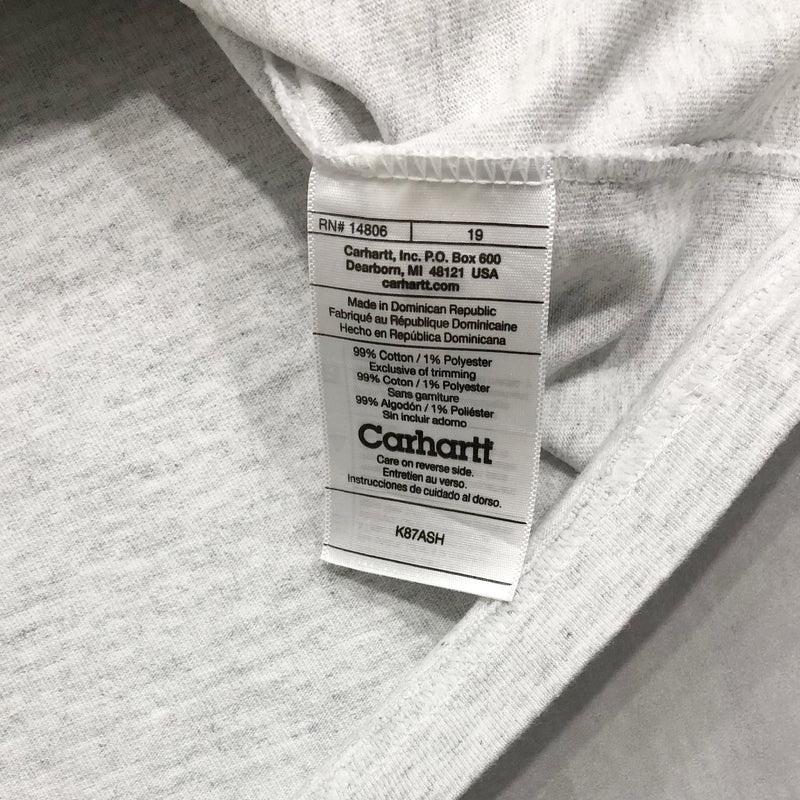 RN# 14806 | 19
Carhartt, Inc. P.O. Box 600
Dearborn, MI 48121 USA
carhartt.com
Made in Dominican Republic
Fabriqué au République Dominicaine
Hecho en República Dominicana
99% Cotton / 1% Polyester
Exclusive of trimming
99% Coton / 1% Polyester
Sans garniture
99% Algodón / 1% Poliéster
Sin incluir adorno
Carhartt
Care on reverse side.
Entretien au verso.
Instrucciones de cuidado al dorso.
K87ASH